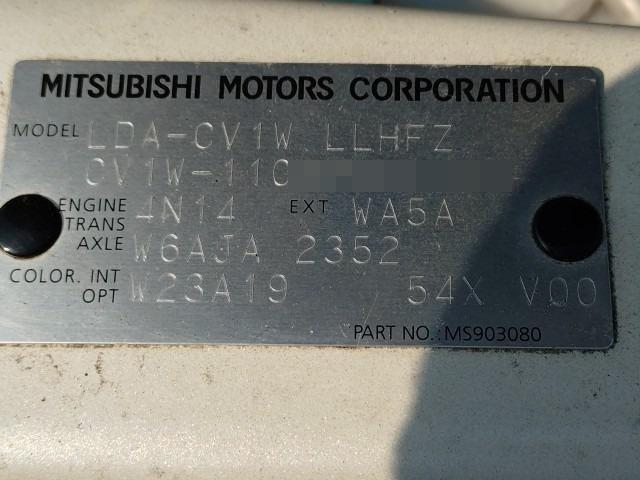 MITSUBISHI MOTORS CORPORATION
MODEL LDA-CV1W LLHFZ
CV1W-110
ENGINE 4N14 EXT WA5A
TRANS
AXLE W6AJA 2352
COLOR. INT
OPT W23A19 54X V00
PART NO.: MS903080